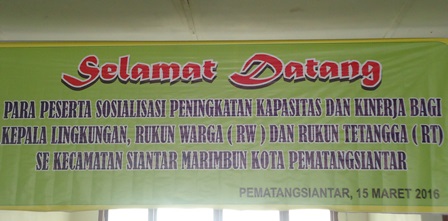 Selamat Datang
PARA PESERTA SOSIALISASI PENINGKATAN KAPASITAS DAN KINERJA BAGI
KEPALA LINGKUNGAN, RUKUN WARGA ( RW ) DAN RUKUN TETANGGA ( RT )
SE KECAMATAN SIANTAR MARIMBUN KOTA PEMATANGSIANTAR
PEMATANGSIANTAR, 15 MARET 2016